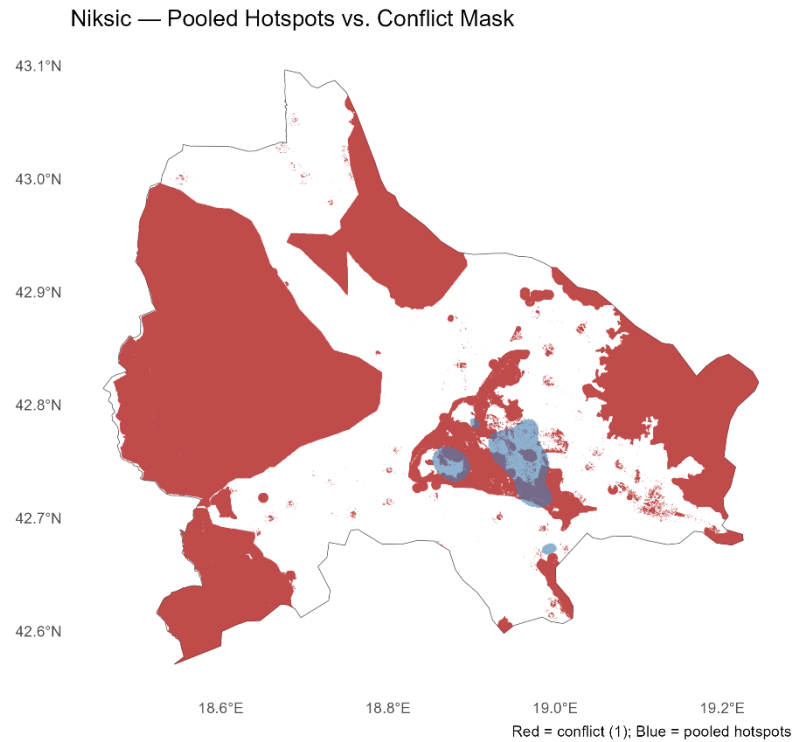 Niksic — Pooled Hotspots vs. Conflict Mask
43.1°N
43.0°N
42.9°N
42.8°N
42.7°N
42.6°N
18.6°E
18.8°E
19.0°E
19.2°E
Red = conflict (1); Blue = pooled hotspots